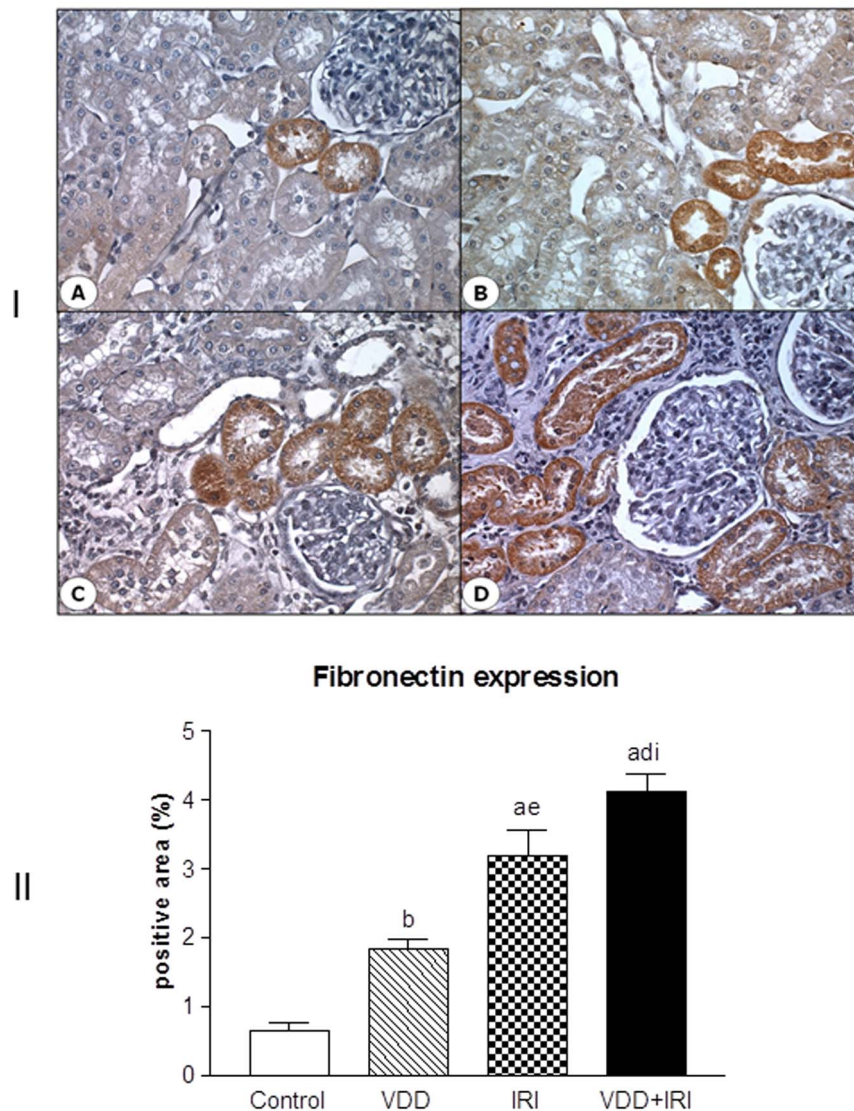 I
A
B
C
D
II
Fibronectin expression
positive area (%)
5
4
3
2
1
0
b
ae
adi
Control VDD IRI VDD+IRI